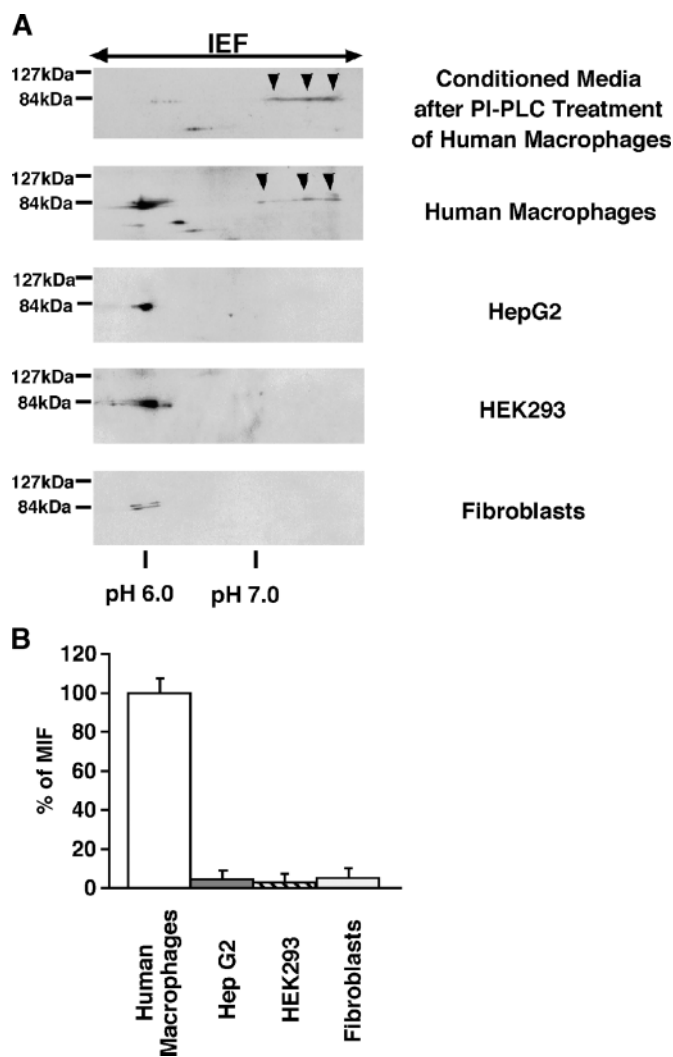 A
IEF
127kDa
84kDa
Conditioned Media
after PI-PLC Treatment
of Human Macrophages
127kDa
84kDa
Human Macrophages
127kDa
84kDa
HepG2
127kDa
84kDa
HEK293
127kDa
84kDa
Fibroblasts
pH 6.0
pH 7.0
B
% of MIF
120
100
80
60
40
20
0
Human
Macrophages
Hep G2
HEK293
Fibroblasts